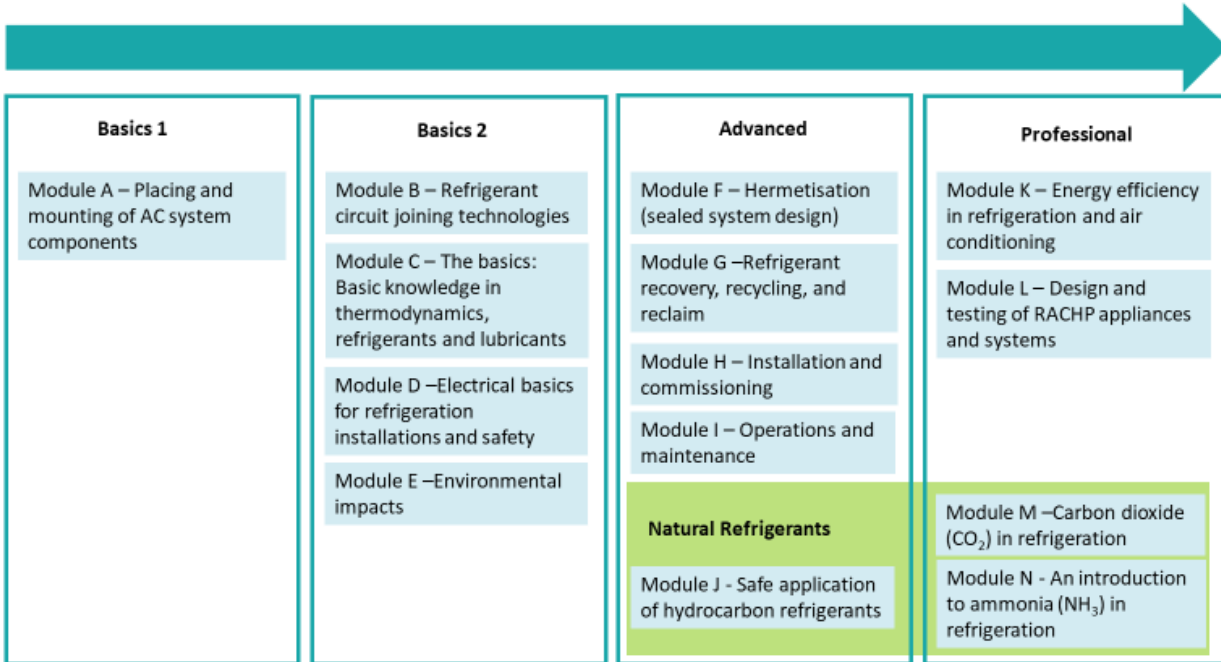 Basics 1
Module A – Placing and
mounting of AC system
components
Basics 2
Module B – Refrigerant
circuit joining technologies
Module C – The basics:
Basic knowledge in
thermodynamics,
refrigerants and lubricants
Module D –Electrical basics
for refrigeration
installations and safety
Module E –Environmental
impacts
Advanced
Module F – Hermetisation
(sealed system design)
Module G –Refrigerant
recovery, recycling, and
reclaim
Module H – Installation and
commissioning
Module I – Operations and
maintenance
Natural Refrigerants
Module J - Safe application
of hydrocarbon refrigerants
Professional
Module K – Energy efficiency
in refrigeration and air
conditioning
Module L – Design and
testing of RACHP appliances
and systems
Module M –Carbon dioxide
(CO₂) in refrigeration
Module N - An introduction
to ammonia (NH₃) in
refrigeration